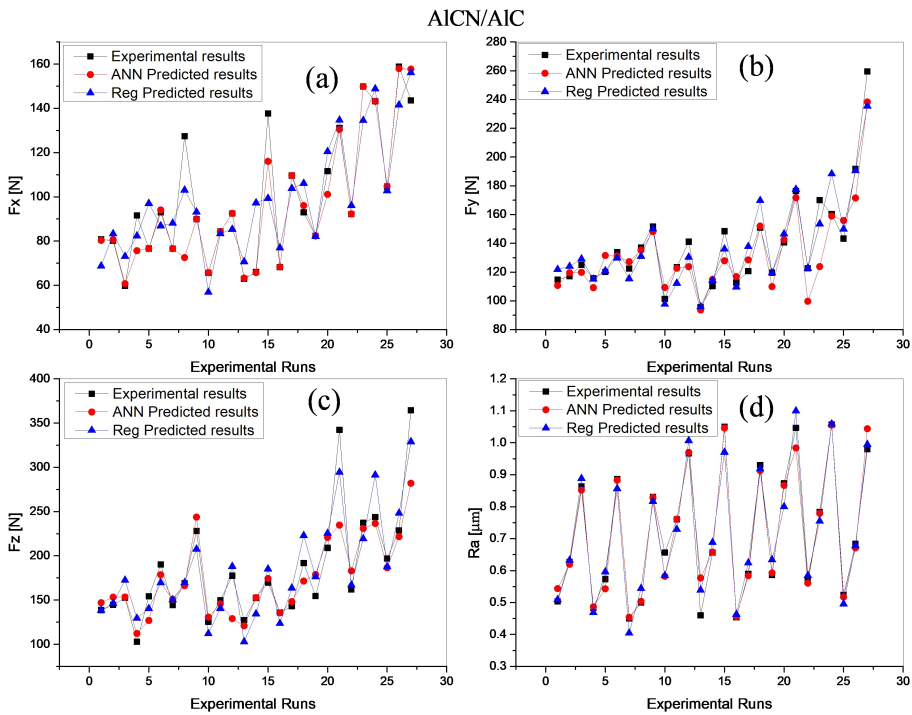 AlCN/AlC
Experimental results
ANN Predicted results
Reg Predicted results
(a)
Fx [N]
160
140
120
100
80
60
40
0 5 10 15 20 25 30
Experimental Runs
Experimental results
ANN Predicted results
Reg Predicted results
(b)
Fy [N]
280
260
240
220
200
180
160
140
120
100
80
0 5 10 15 20 25 30
Experimental Runs
Experimental results
ANN Predicted results
Reg Predicted results
(c)
Fz [N]
400
350
300
250
200
150
100
0 5 10 15 20 25 30
Experimental Runs
Experimental results
ANN Predicted results
Reg Predicted results
(d)
Ra [μm]
1.2
1.1
1.0
0.9
0.8
0.7
0.6
0.5
0.4
0.3
0 5 10 15 20 25 30
Experimental Runs